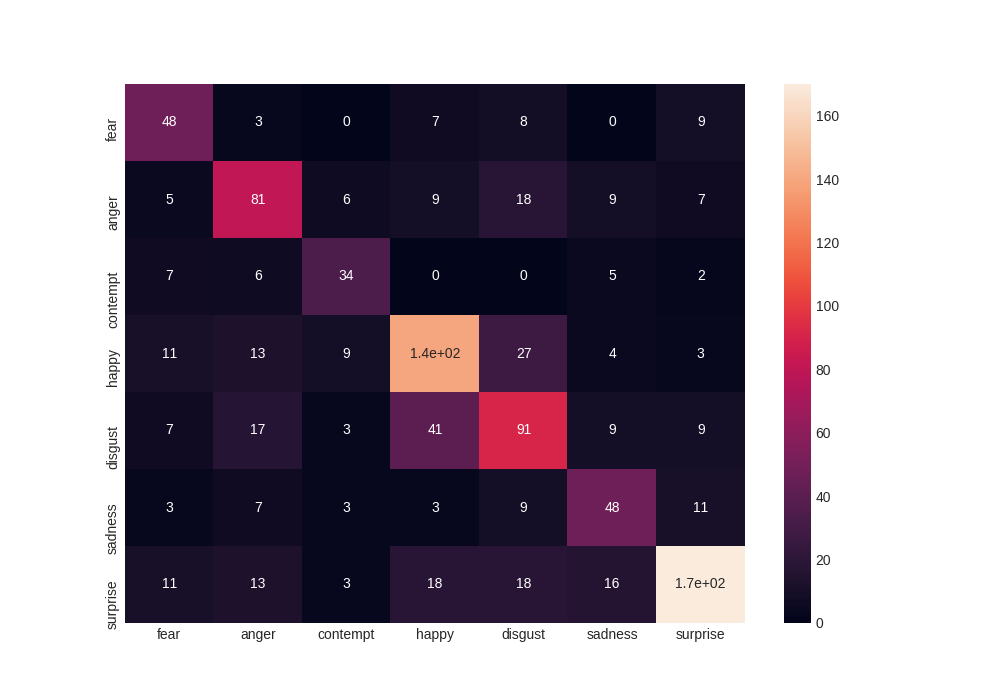 fear 48 3 0 7 8 0 9
anger 5 81 6 9 18 9 7
contempt 7 6 34 0 0 5 2
happy 11 13 9 1.4e+02 27 4 3
disgust 7 17 3 41 91 9 9
sadness 3 7 3 3 9 48 11
surprise 11 13 3 18 18 16 1.7e+02
fear anger contempt happy disgust sadness surprise
160
140
120
100
80
60
40
20
0